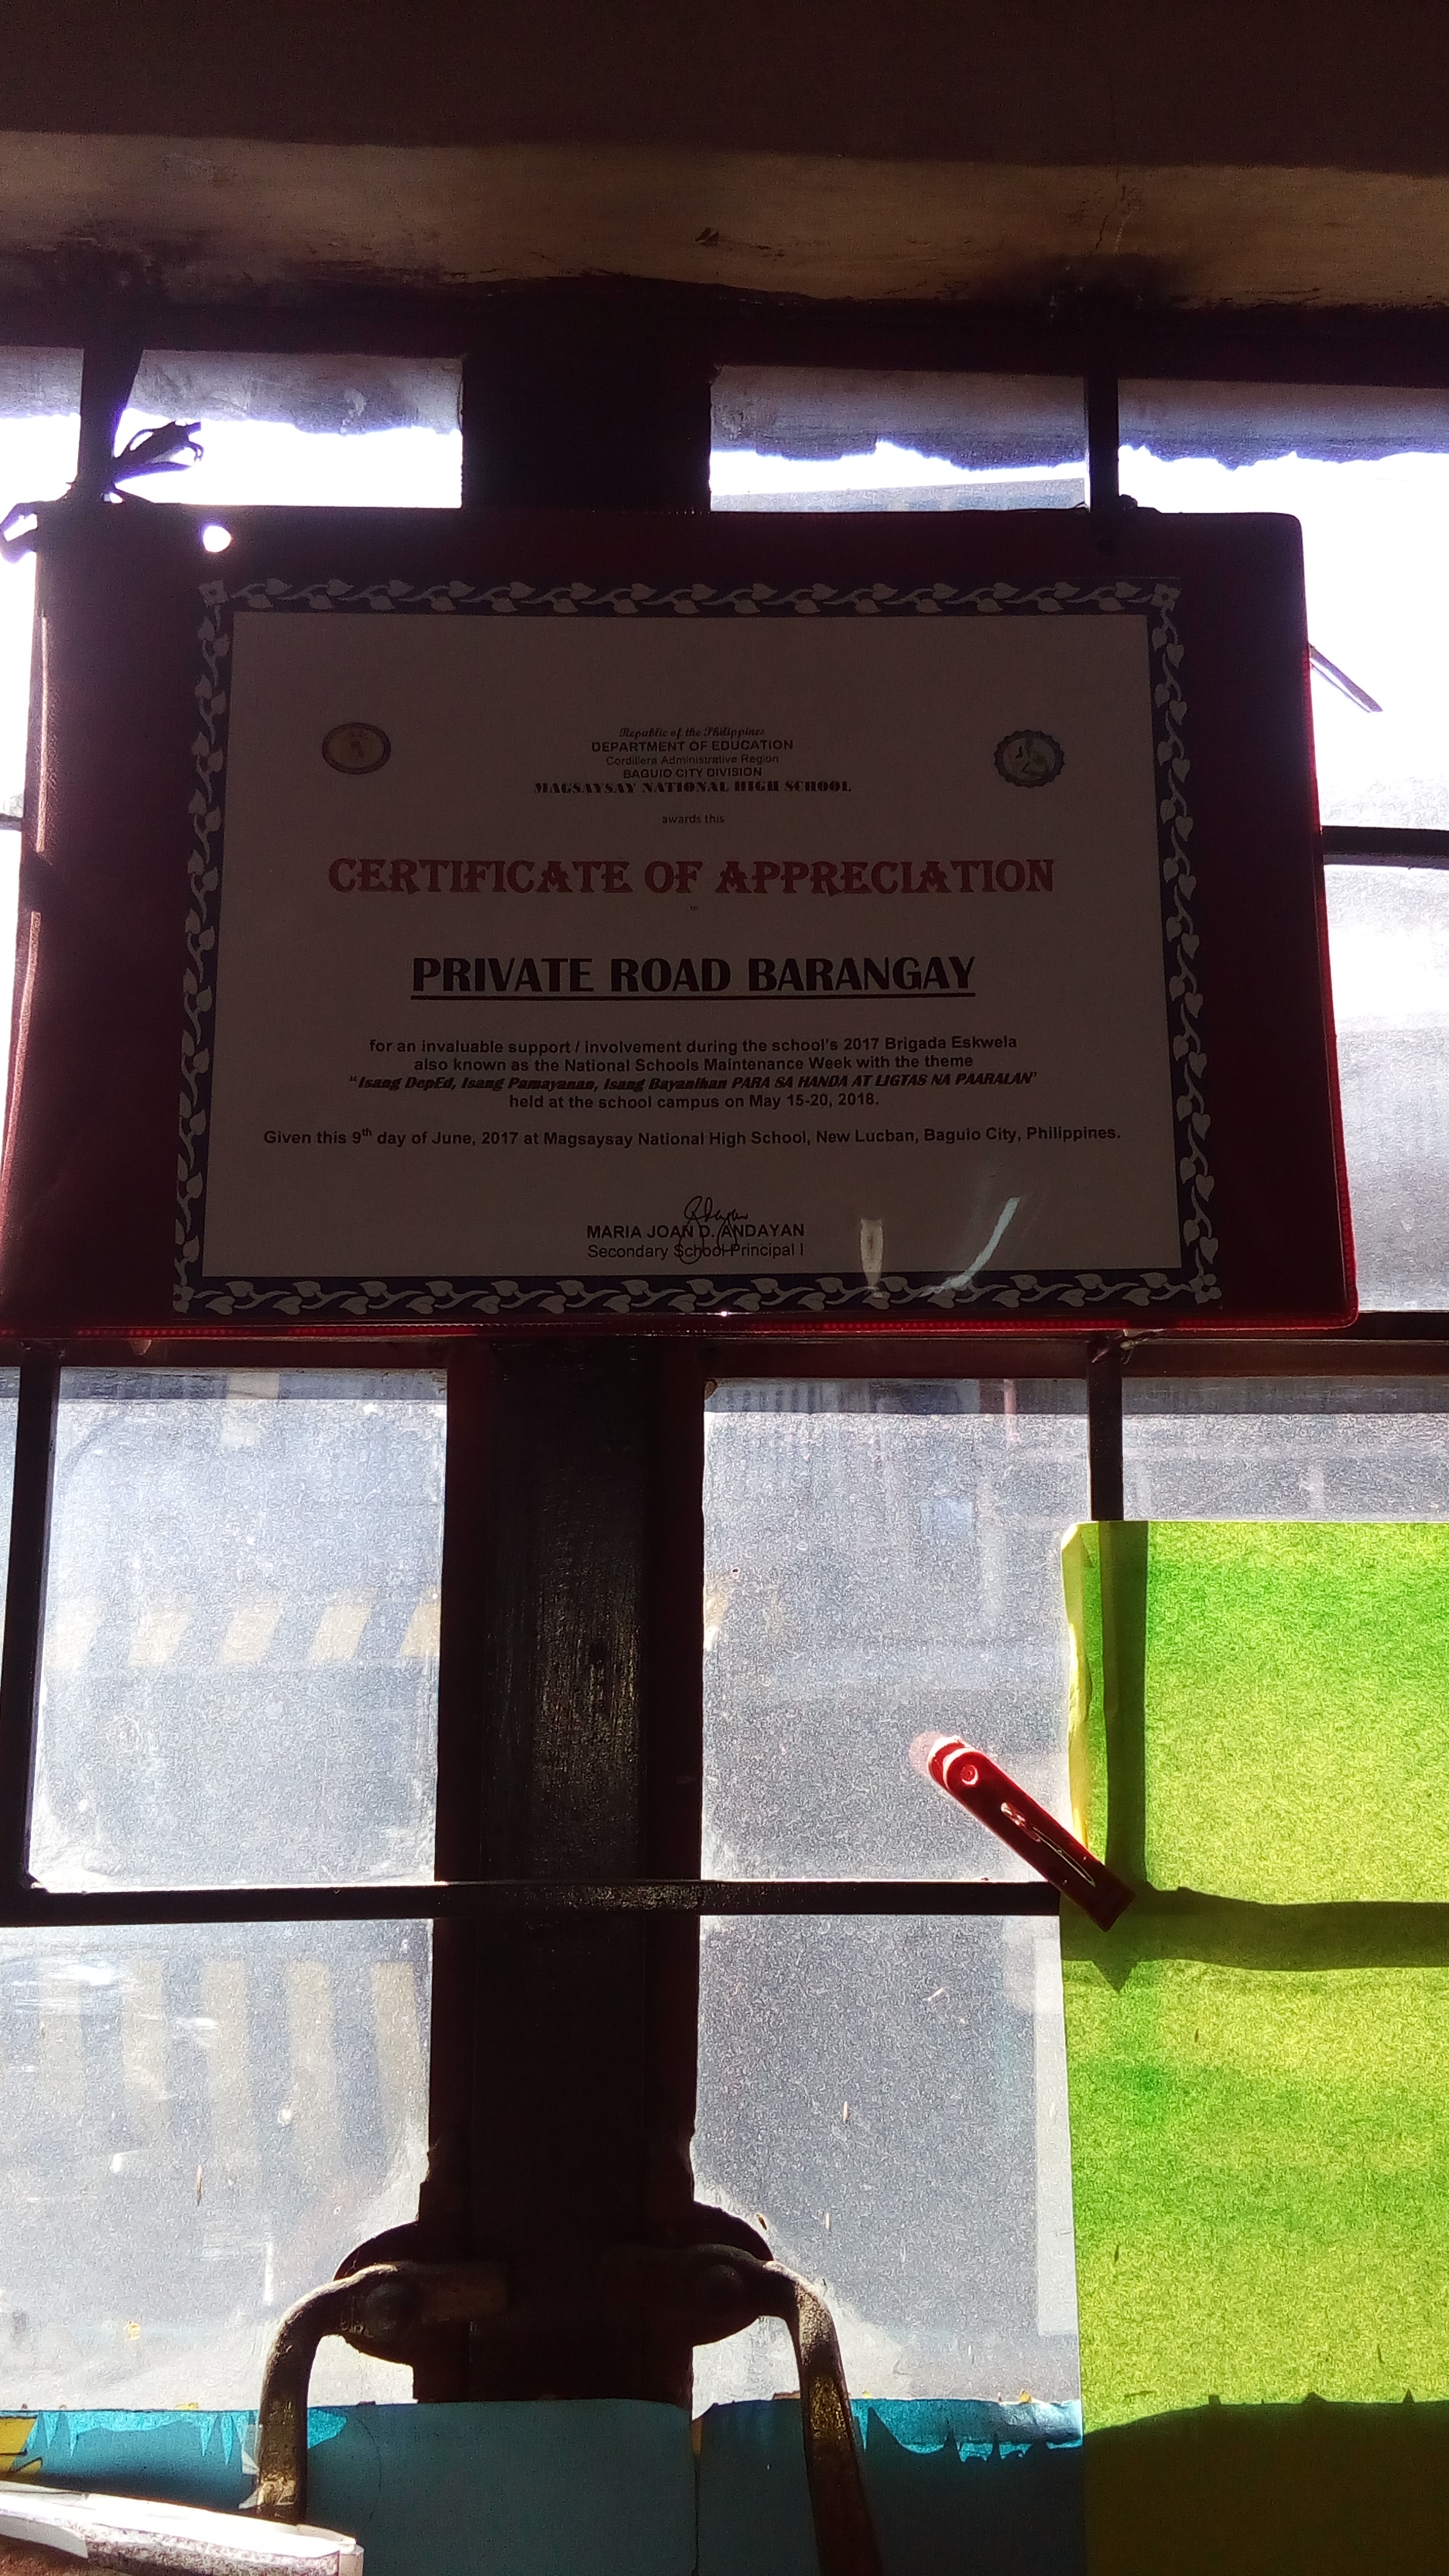 Republic of the Philippines
DEPARTMENT OF EDUCATION
Cordillera Administrative Region
BAGUIO CITY DIVISION
MAGSAYSAY NATIONAL HIGH SCHOOL
awards this
CERTIFICATE OF APPRECIATION
to
PRIVATE ROAD BARANGAY
for an invaluable support / involvement during the school's 2017 Brigada Eskwela
also known as the National Schools Maintenance Week with the theme
"Isang DepEd, Isang Pamayanan, Isang Bayanihan PARA SA HANDA AT LIGTAS NA PAARALAN"
held at the school campus on May 15-20, 2018.
Given this 9th day of June, 2017 at Magsaysay National High School, New Lucban, Baguio City, Philippines.
MARIA JOAN D. ANDAYAN
Secondary School Principal I